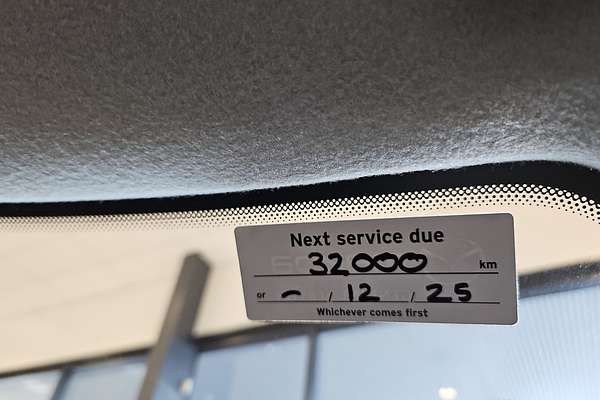 Next service due
32000 km
or - / 12 / 25
Whichever comes first